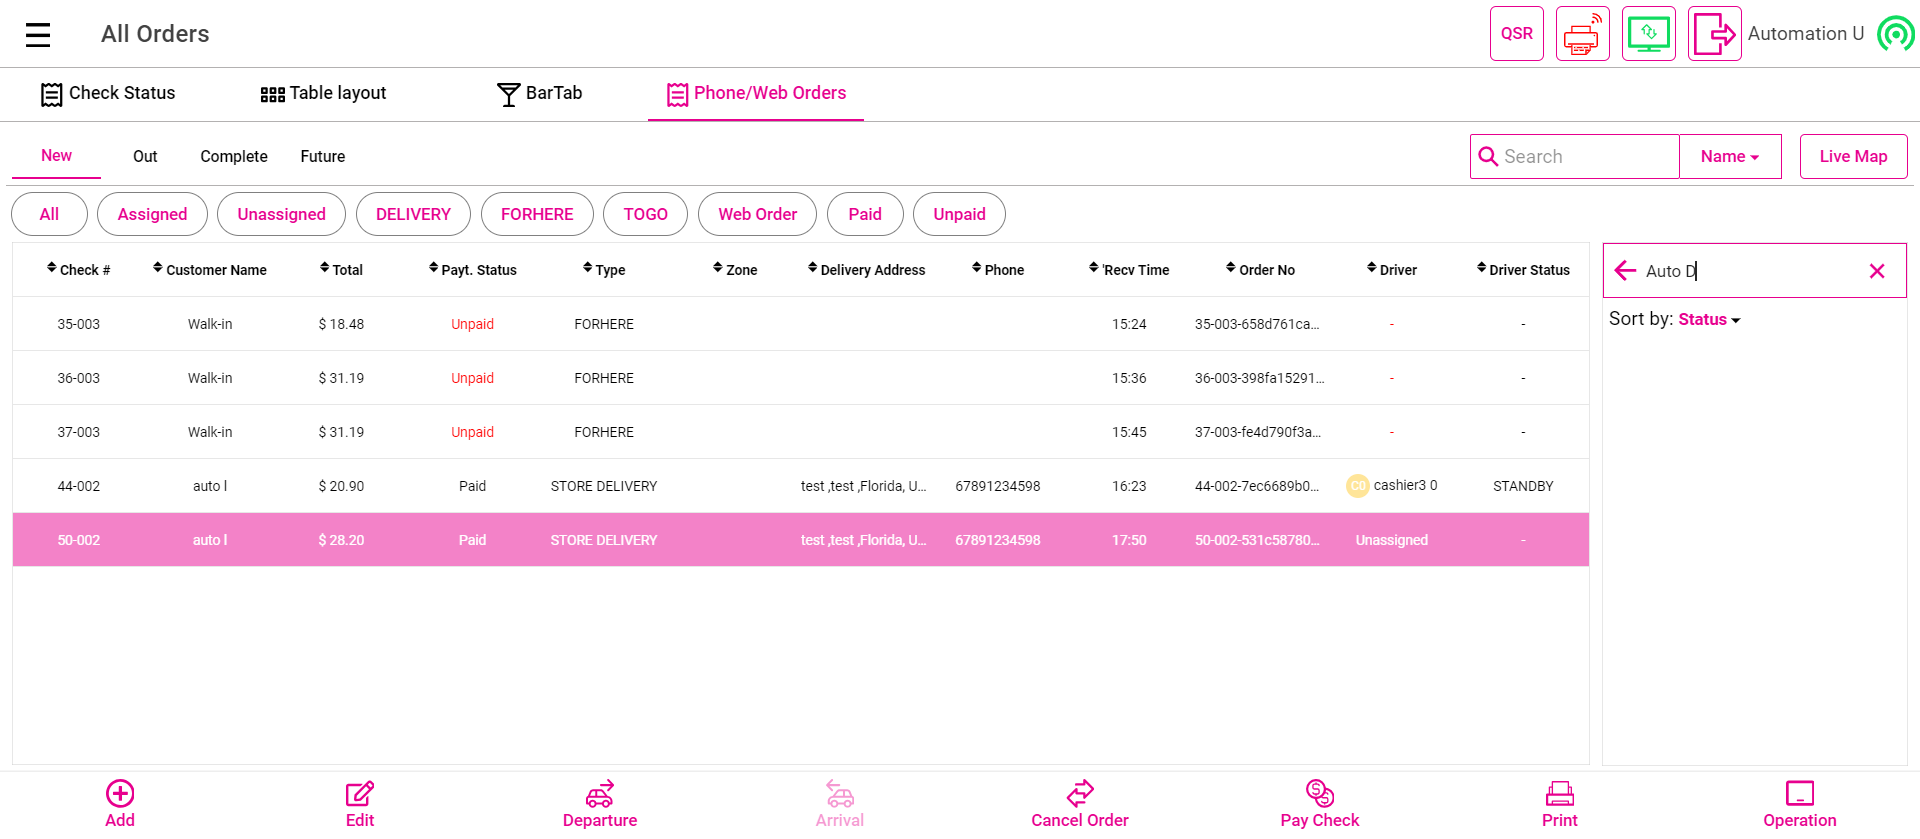 All Orders
QSR
Automation U
Check Status
Table layout
BarTab
Phone/Web Orders
New
Out
Complete
Future
Search
Name
Live Map
All
Assigned
Unassigned
DELIVERY
FORHERE
TOGO
Web Order
Paid
Unpaid
Check # Customer Name Total Payt. Status Type Zone Delivery Address Phone 'Recv Time Order No Driver Driver Status
35-003 Walk-in $ 18.48 Unpaid FORHERE 15:24 35-003-658d761ca... - -
36-003 Walk-in $ 31.19 Unpaid FORHERE 15:36 36-003-398fa15291... - -
37-003 Walk-in $ 31.19 Unpaid FORHERE 15:45 37-003-fe4d790f3a... - -
44-002 auto l $ 20.90 Paid STORE DELIVERY test ,test ,Florida, U... 67891234598 16:23 44-002-7ec6689b0... C0 cashier3 0 STANDBY
50-002 auto l $ 28.20 Paid STORE DELIVERY test ,test ,Florida, U... 67891234598 17:50 50-002-531c58780... Unassigned -
Auto D
Sort by: Status
Add
Edit
Departure
Arrival
Cancel Order
Pay Check
Print
Operation